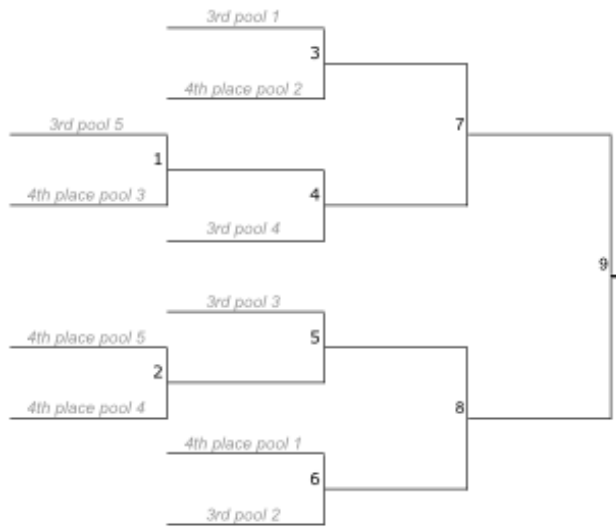 3rd pool 1
3
4th place pool 2
3rd pool 5
7
1
4th place pool 3
4
3rd pool 4
9
3rd pool 3
4th place pool 5
5
2
4th place pool 4
8
4th place pool 1
6
3rd pool 2